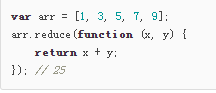 var arr = [1, 3, 5, 7, 9];
arr.reduce(function (x, y) {
    return x + y;
}); // 25